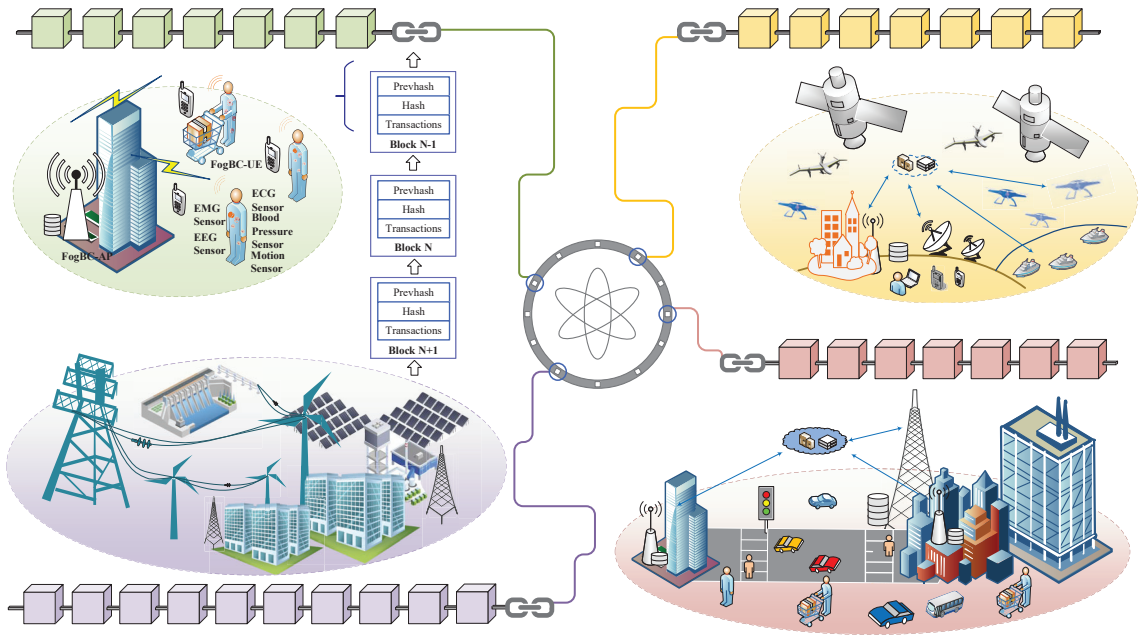 Prevhash
Hash
Transactions
Block N-1
FogBC-UE
ECG
Sensor
Blood
Pressure
Sensor
Motion
Sensor
EMG
Sensor
EEG
Sensor
FogBC-AP
Prevhash
Hash
Transactions
Block N
Prevhash
Hash
Transactions
Block N+1